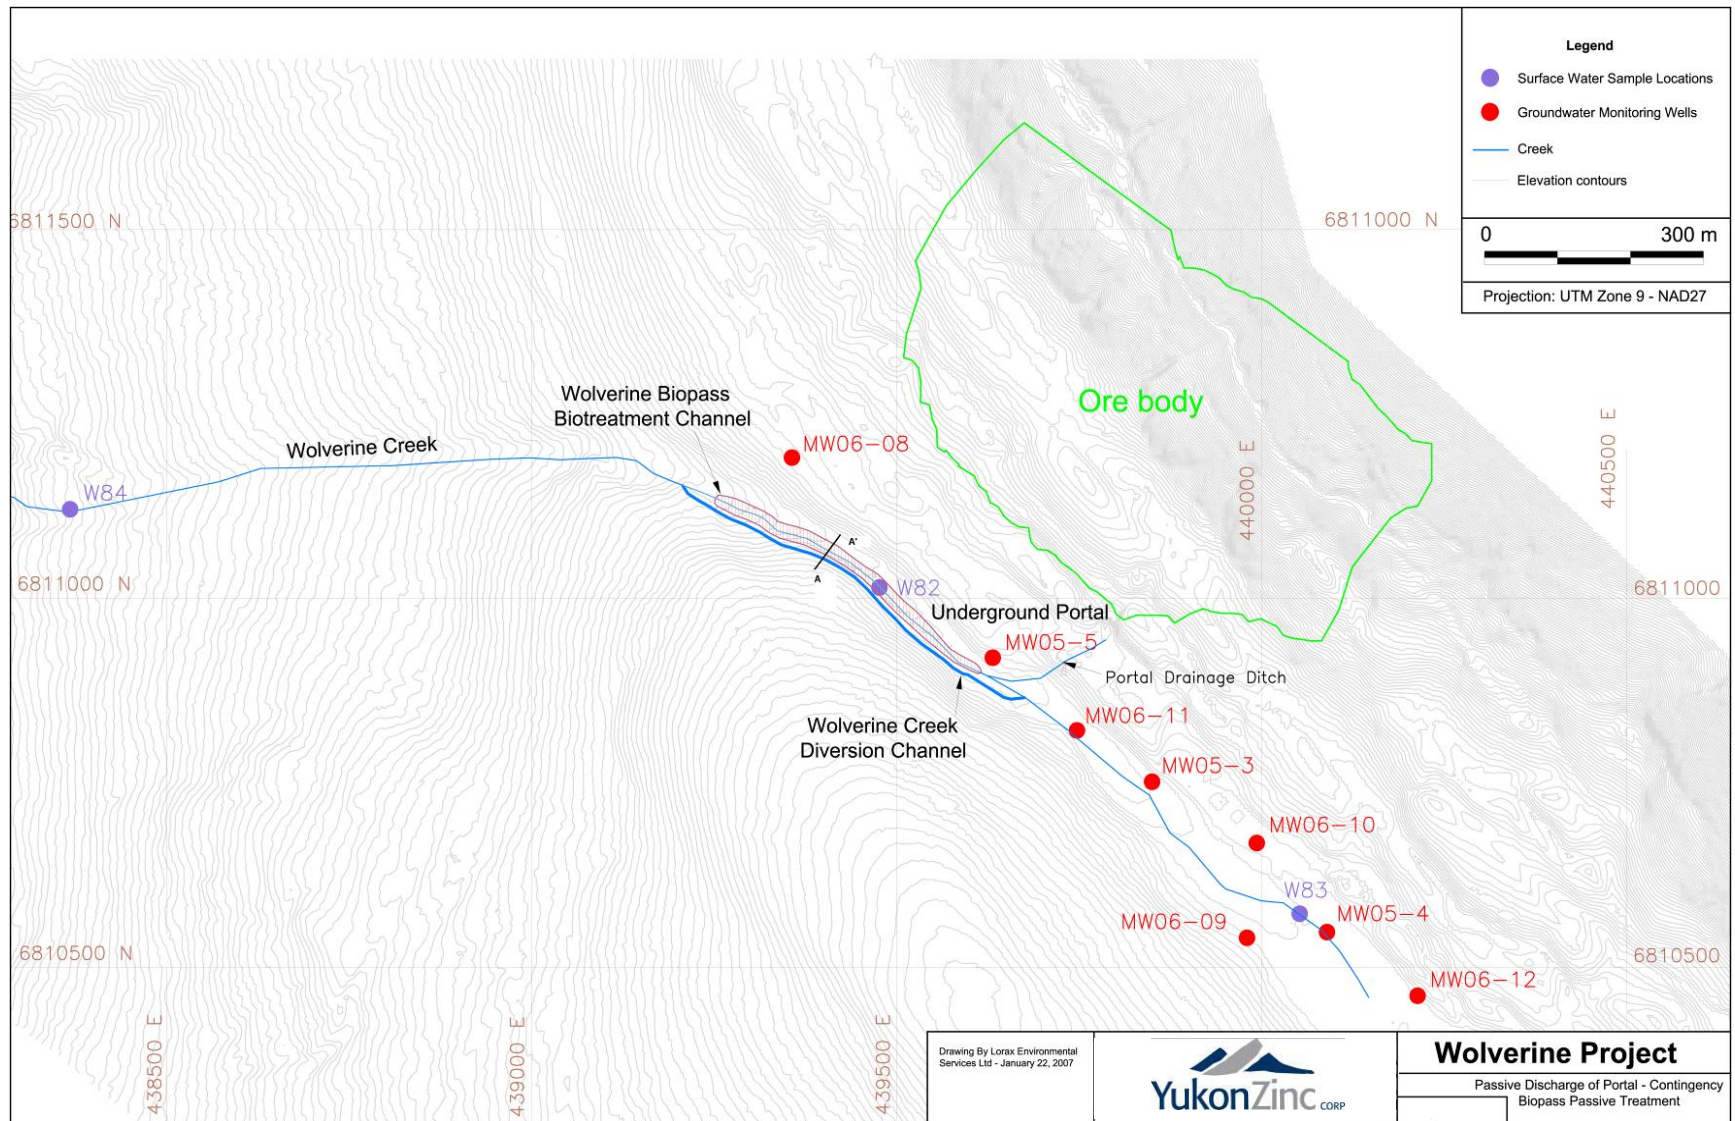 Legend
Surface Water Sample Locations
Groundwater Monitoring Wells
Creek
Elevation contours
6811500 N
6811000 N
0 300 m
Projection: UTM Zone 9 - NAD27
Wolverine Biopass
Biotreatment Channel
Ore body
440500 E
Wolverine Creek
MW06-08
440000 E
W84
A'
A
6811000 N
W82
6811000
Underground Portal
MW05-5
Portal Drainage Ditch
MW06-11
Wolverine Creek
Diversion Channel
MW05-3
MW06-10
W83
MW05-4
MW06-09
6810500 N
6810500
MW06-12
438500 E
439000 E
439500 E
Drawing By Lorax Environmental
Services Ltd - January 22, 2007
YukonZinc CORP
Wolverine Project
Passive Discharge of Portal - Contingency
Biopass Passive Treatment